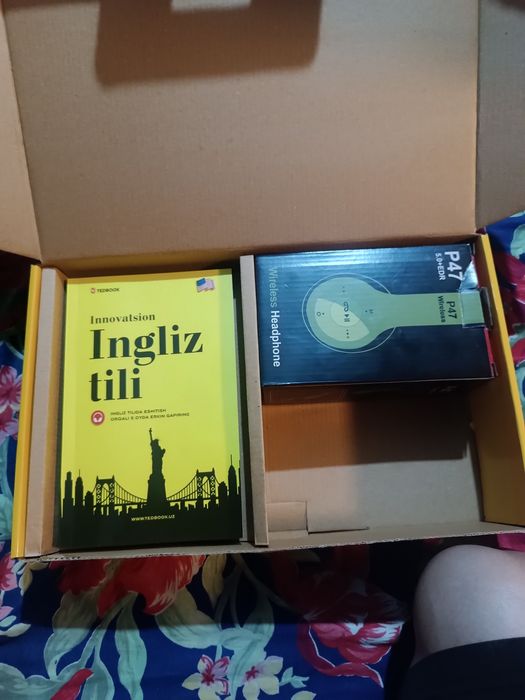 TEDBOOK
Innovatsion
Ingliz
tili
INGLIZ TILIDA ESHITISH
ORQALI 6 OYDA ERKIN GAPIRING
WWW.TEDBOOK.UZ
P47
5.0+EDR
P47
Wireless
Wireless Headphone